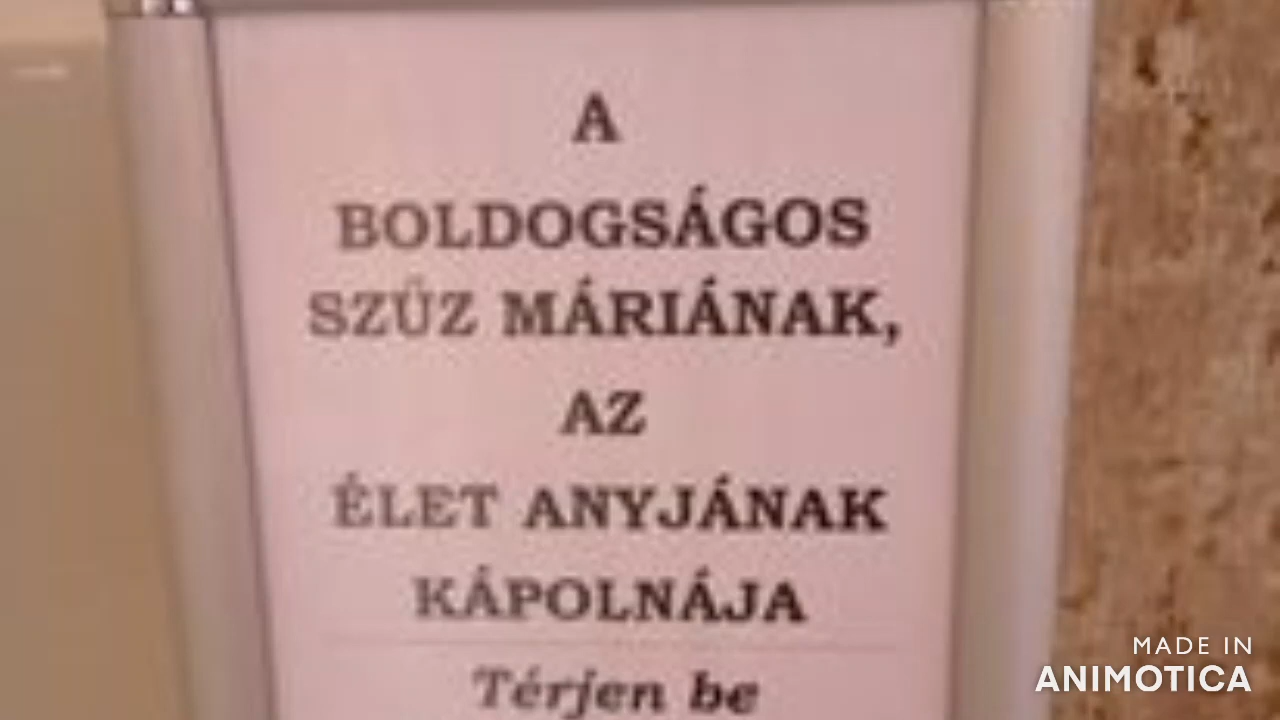 A
BOLDOGSÁGOS
SZŰZ MÁRIÁNAK,
AZ
ÉLET ANYJÁNAK
KÁPOLNÁJA
Térjen be
MADE IN
ANIMOTICA